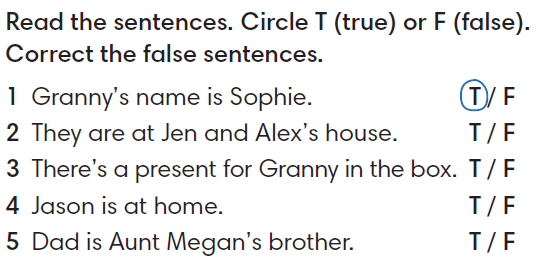 Read the sentences. Circle T (true) or F (false).
Correct the false sentences.
1 Granny's name is Sophie. T / F
2 They are at Jen and Alex's house. T / F
3 There's a present for Granny in the box. T / F
4 Jason is at home. T / F
5 Dad is Aunt Megan's brother. T / F